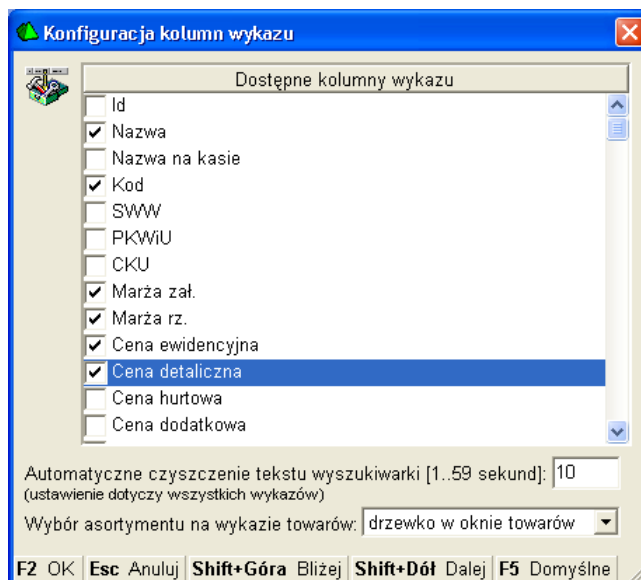 Konfiguracja kolumn wykazu
Dostępne kolumny wykazu
Id
Nazwa
Nazwa na kasie
Kod
SWW
PKWiU
CKU
Marża zał.
Marża rz.
Cena ewidencyjna
Cena detaliczna
Cena hurtowa
Cena dodatkowa
Automatyczne czyszczenie tekstu wyszukiwarki [1..59 sekund]: 10
(ustawienie dotyczy wszystkich wykazów)
Wybór asortymentu na wykazie towarów: drzewko w oknie towarów
F2 OK Esc Anuluj Shift+Góra Bliżej Shift+Dół Dalej F5 Domyślne